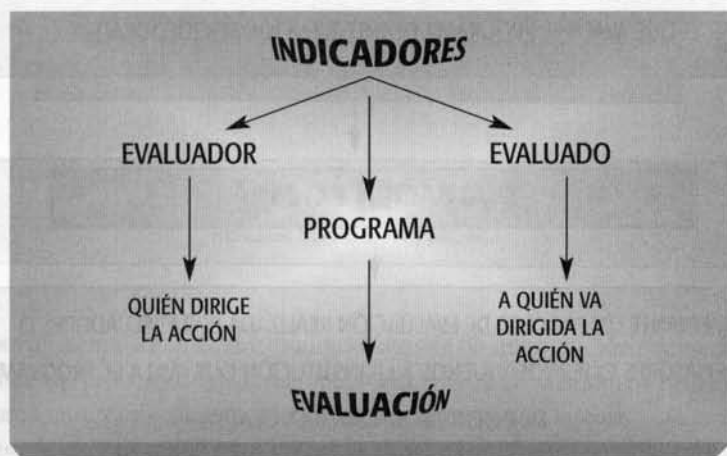 INDICADORES
EVALUADOR
EVALUADO
PROGRAMA
QUIÉN DIRIGE
LA ACCIÓN
A QUIÉN VA
DIRIGIDA LA
ACCIÓN
EVALUACIÓN